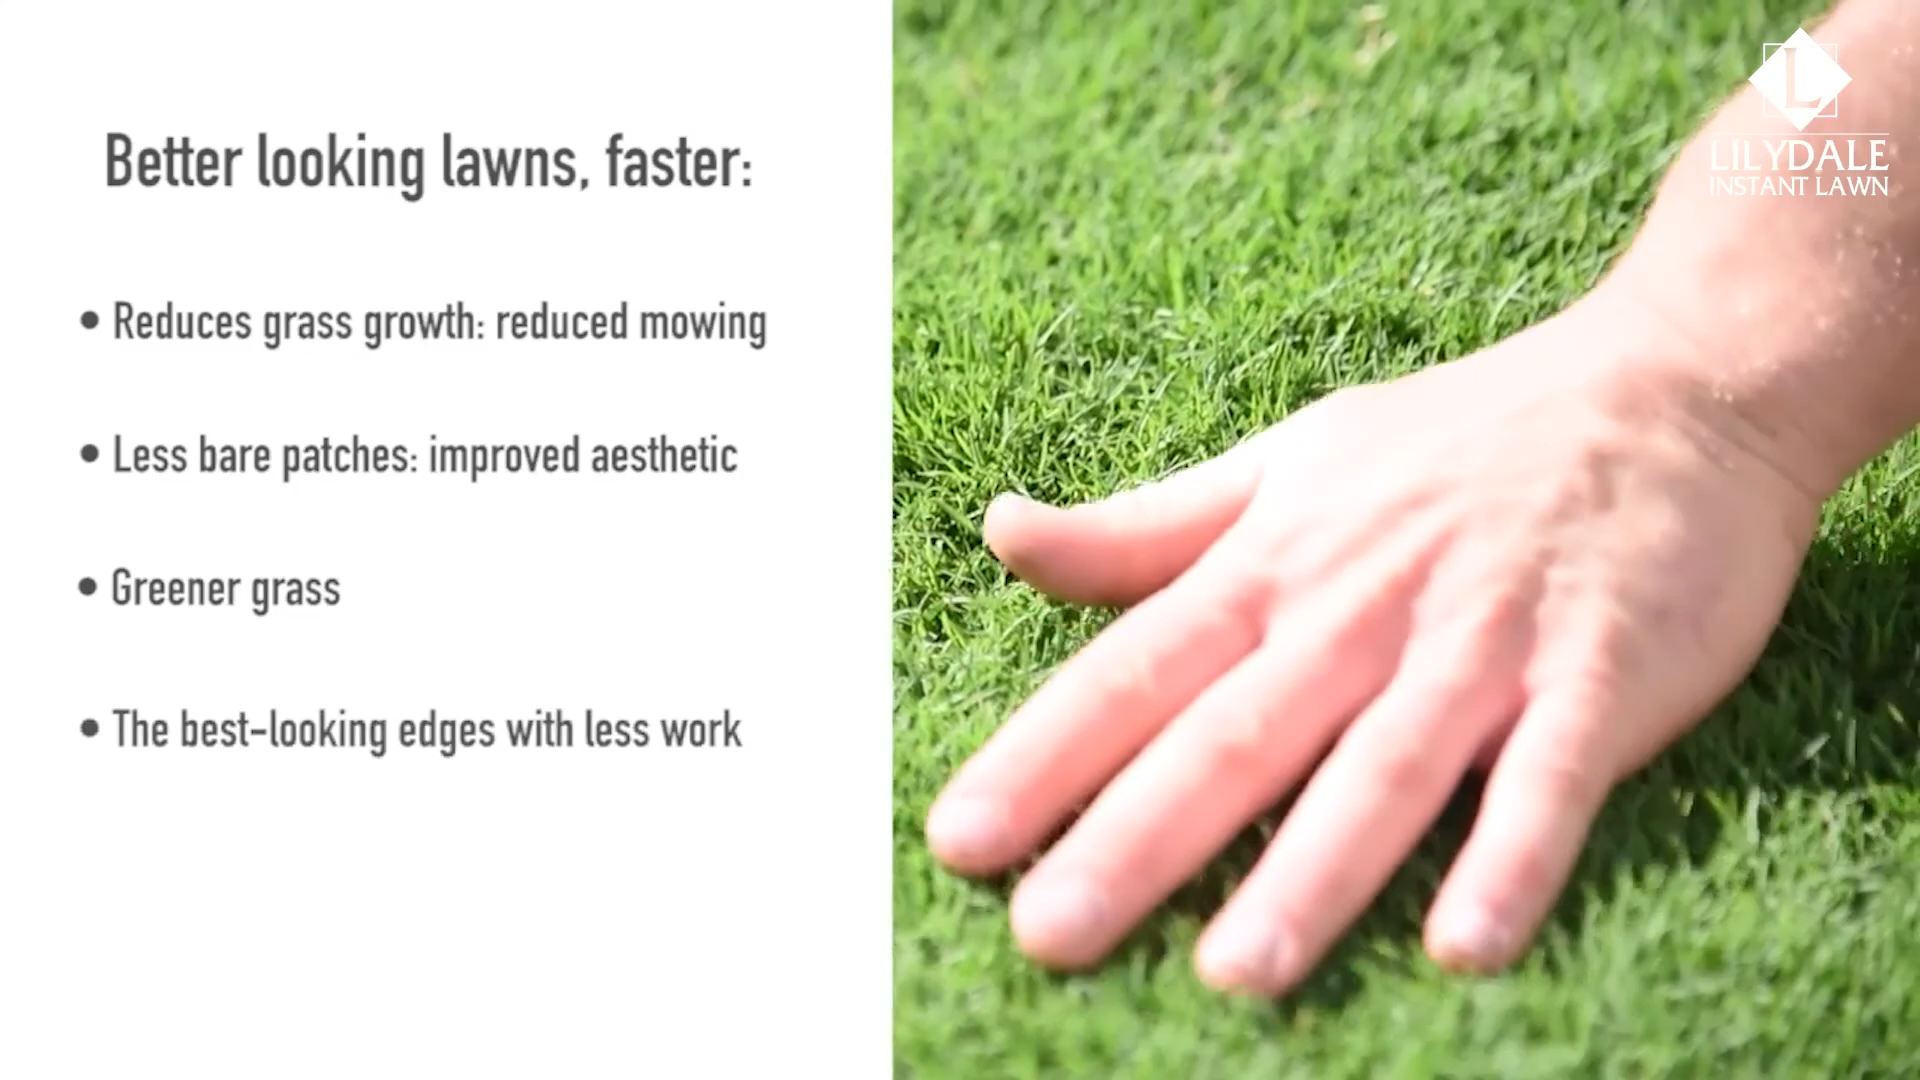 Better looking lawns, faster:
• Reduces grass growth: reduced mowing
• Less bare patches: improved aesthetic
• Greener grass
• The best-looking edges with less work
L
LILYDALE
INSTANT LAWN